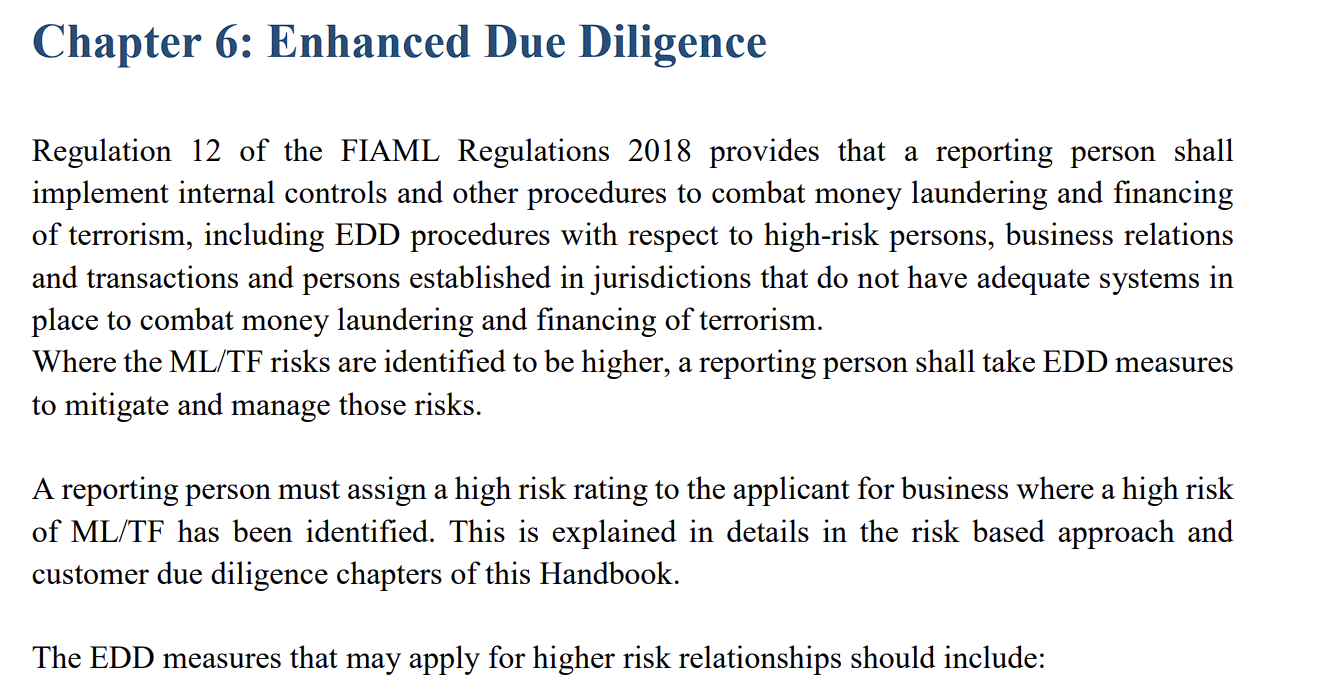 Chapter 6: Enhanced Due Diligence
Regulation 12 of the FIAML Regulations 2018 provides that a reporting person shall
implement internal controls and other procedures to combat money laundering and financing
of terrorism, including EDD procedures with respect to high-risk persons, business relations
and transactions and persons established in jurisdictions that do not have adequate systems in
place to combat money laundering and financing of terrorism.
Where the ML/TF risks are identified to be higher, a reporting person shall take EDD measures
to mitigate and manage those risks.
A reporting person must assign a high risk rating to the applicant for business where a high risk
of ML/TF has been identified. This is explained in details in the risk based approach and
customer due diligence chapters of this Handbook.
The EDD measures that may apply for higher risk relationships should include: